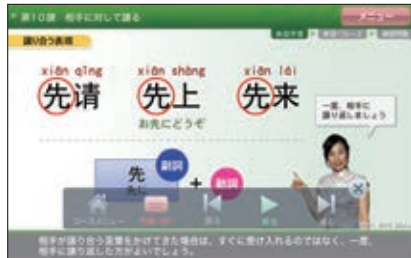 第10課 相手に対して譲る
メニュー
譲り合う表現
xiān qǐng xiān shàng xiān lái
先请 先上 先来
お先にどうぞ
一度、相手に
譲り返しましょう
先 副詞
+ 動詞
コースメニュー
戻る
再生
進む
相手が譲り合う言葉をかけてきた場合は、すぐに受け入れるのではなく、一度、
相手に譲り返した方がよいでしょう。